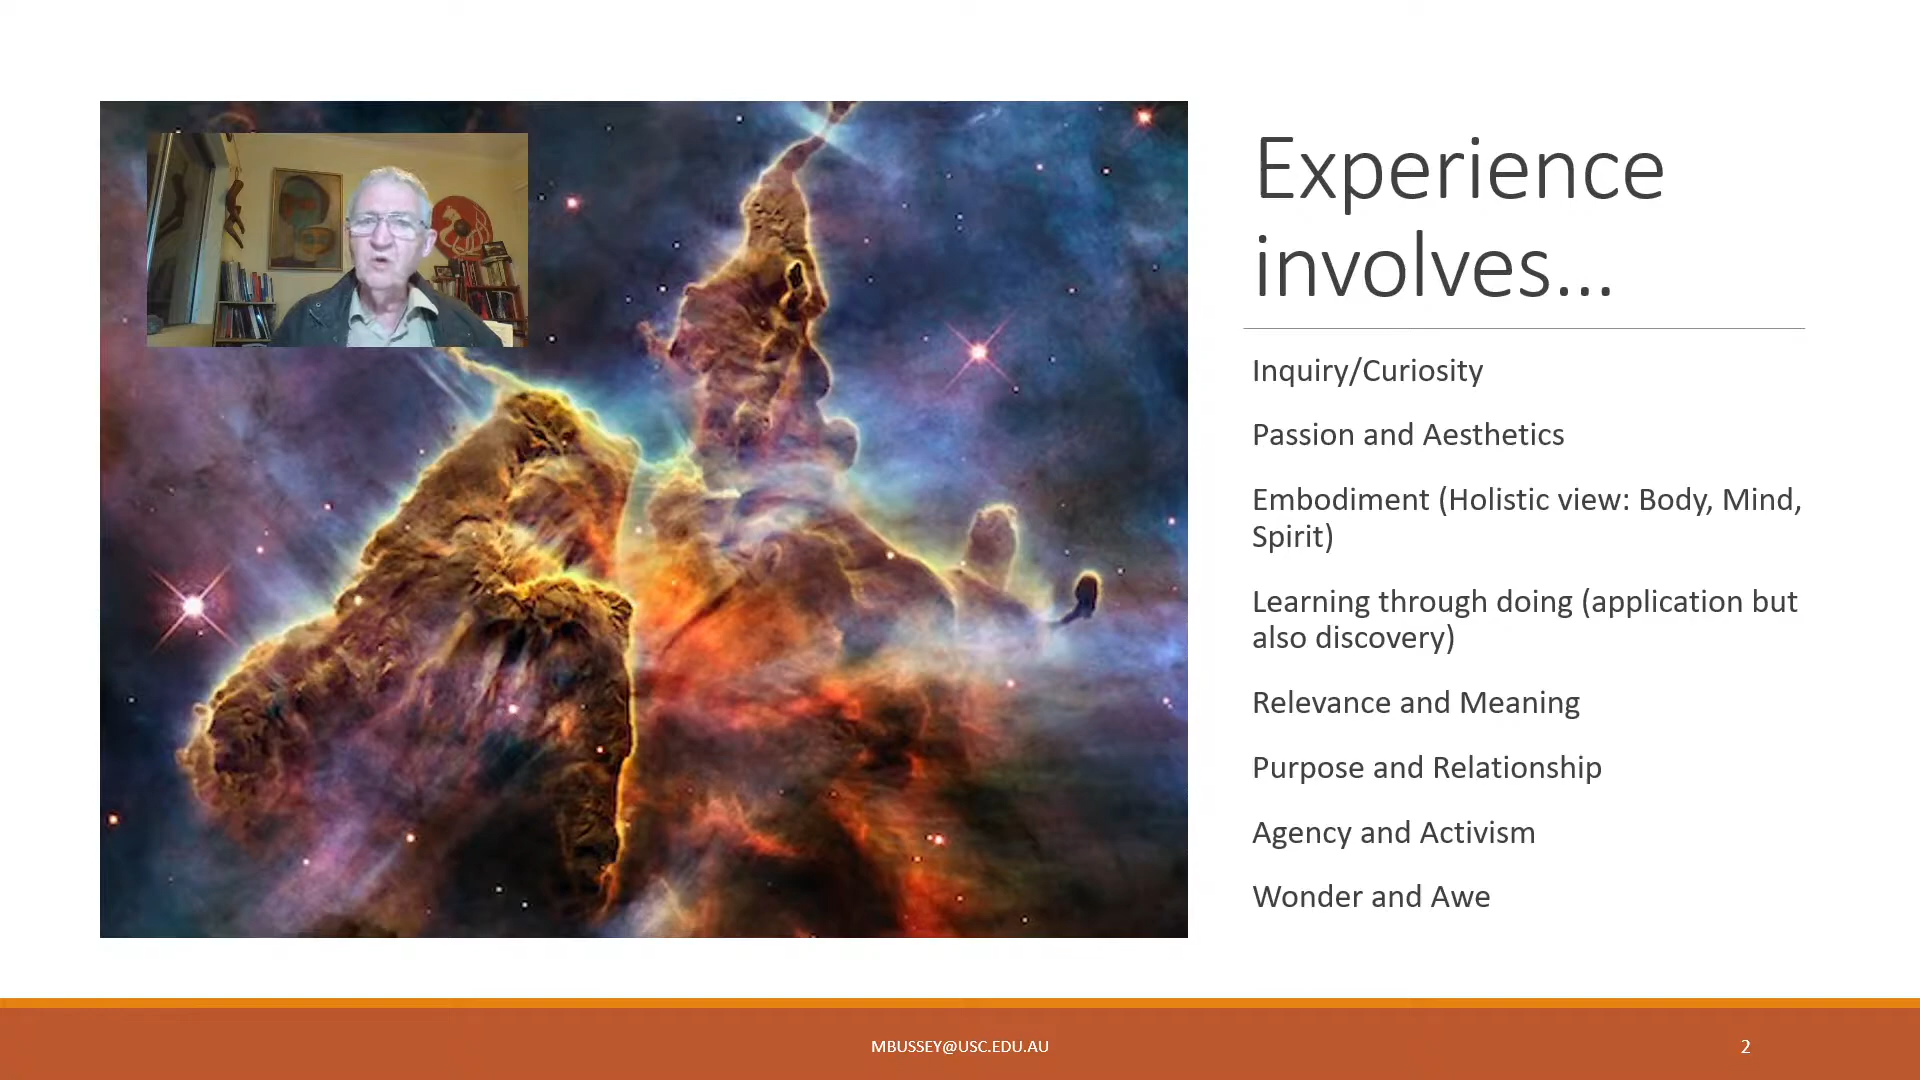 Experience
involves...
Inquiry/Curiosity
Passion and Aesthetics
Embodiment (Holistic view: Body, Mind,
Spirit)
Learning through doing (application but
also discovery)
Relevance and Meaning
Purpose and Relationship
Agency and Activism
Wonder and Awe
MBUSSEY@USC.EDU.AU
2